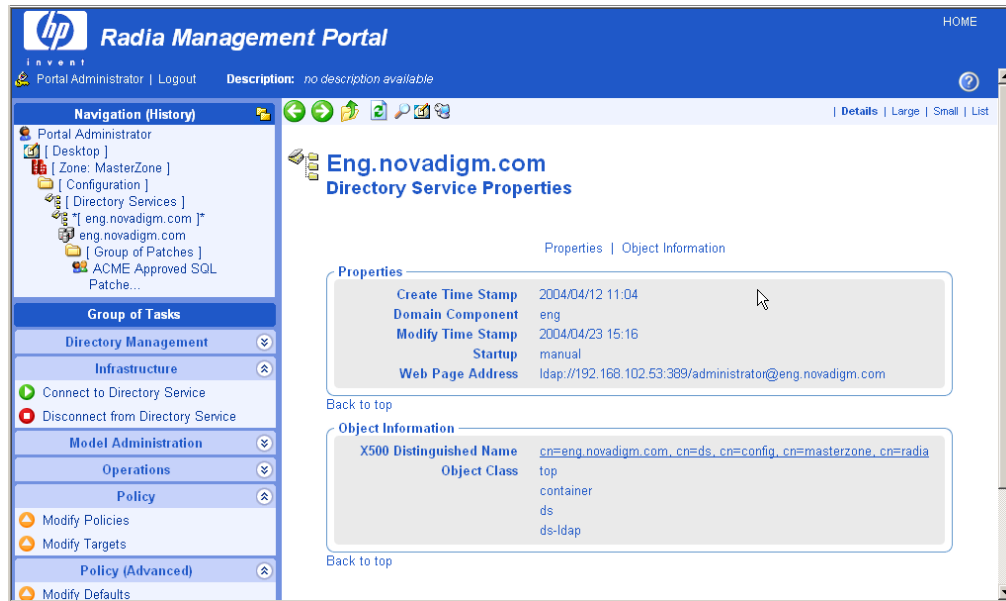 HOME
hp
invent
Radia Management Portal
Portal Administrator | Logout Description: no description available
Navigation (History)
Portal Administrator
[ Desktop ]
[ Zone: MasterZone ]
[ Configuration ]
[ Directory Services ]
*[ eng.novadigm.com ]*
eng.novadigm.com
[ Group of Patches ]
ACME Approved SQL
Patche...
Group of Tasks
Directory Management
Infrastructure
Connect to Directory Service
Disconnect from Directory Service
Model Administration
Operations
Policy
Modify Policies
Modify Targets
Policy (Advanced)
Modify Defaults
| Details | Large | Small | List
Eng.novadigm.com
Directory Service Properties
Properties | Object Information
Properties
Create Time Stamp 2004/04/12 11:04
Domain Component eng
Modify Time Stamp 2004/04/23 15:16
Startup manual
Web Page Address ldap://192.168.102.53:389/administrator@eng.novadigm.com
Back to top
Object Information
X500 Distinguished Name cn=eng.novadigm.com, cn=ds, cn=config, cn=masterzone, cn=radia
Object Class top
container
ds
ds-ldap
Back to top